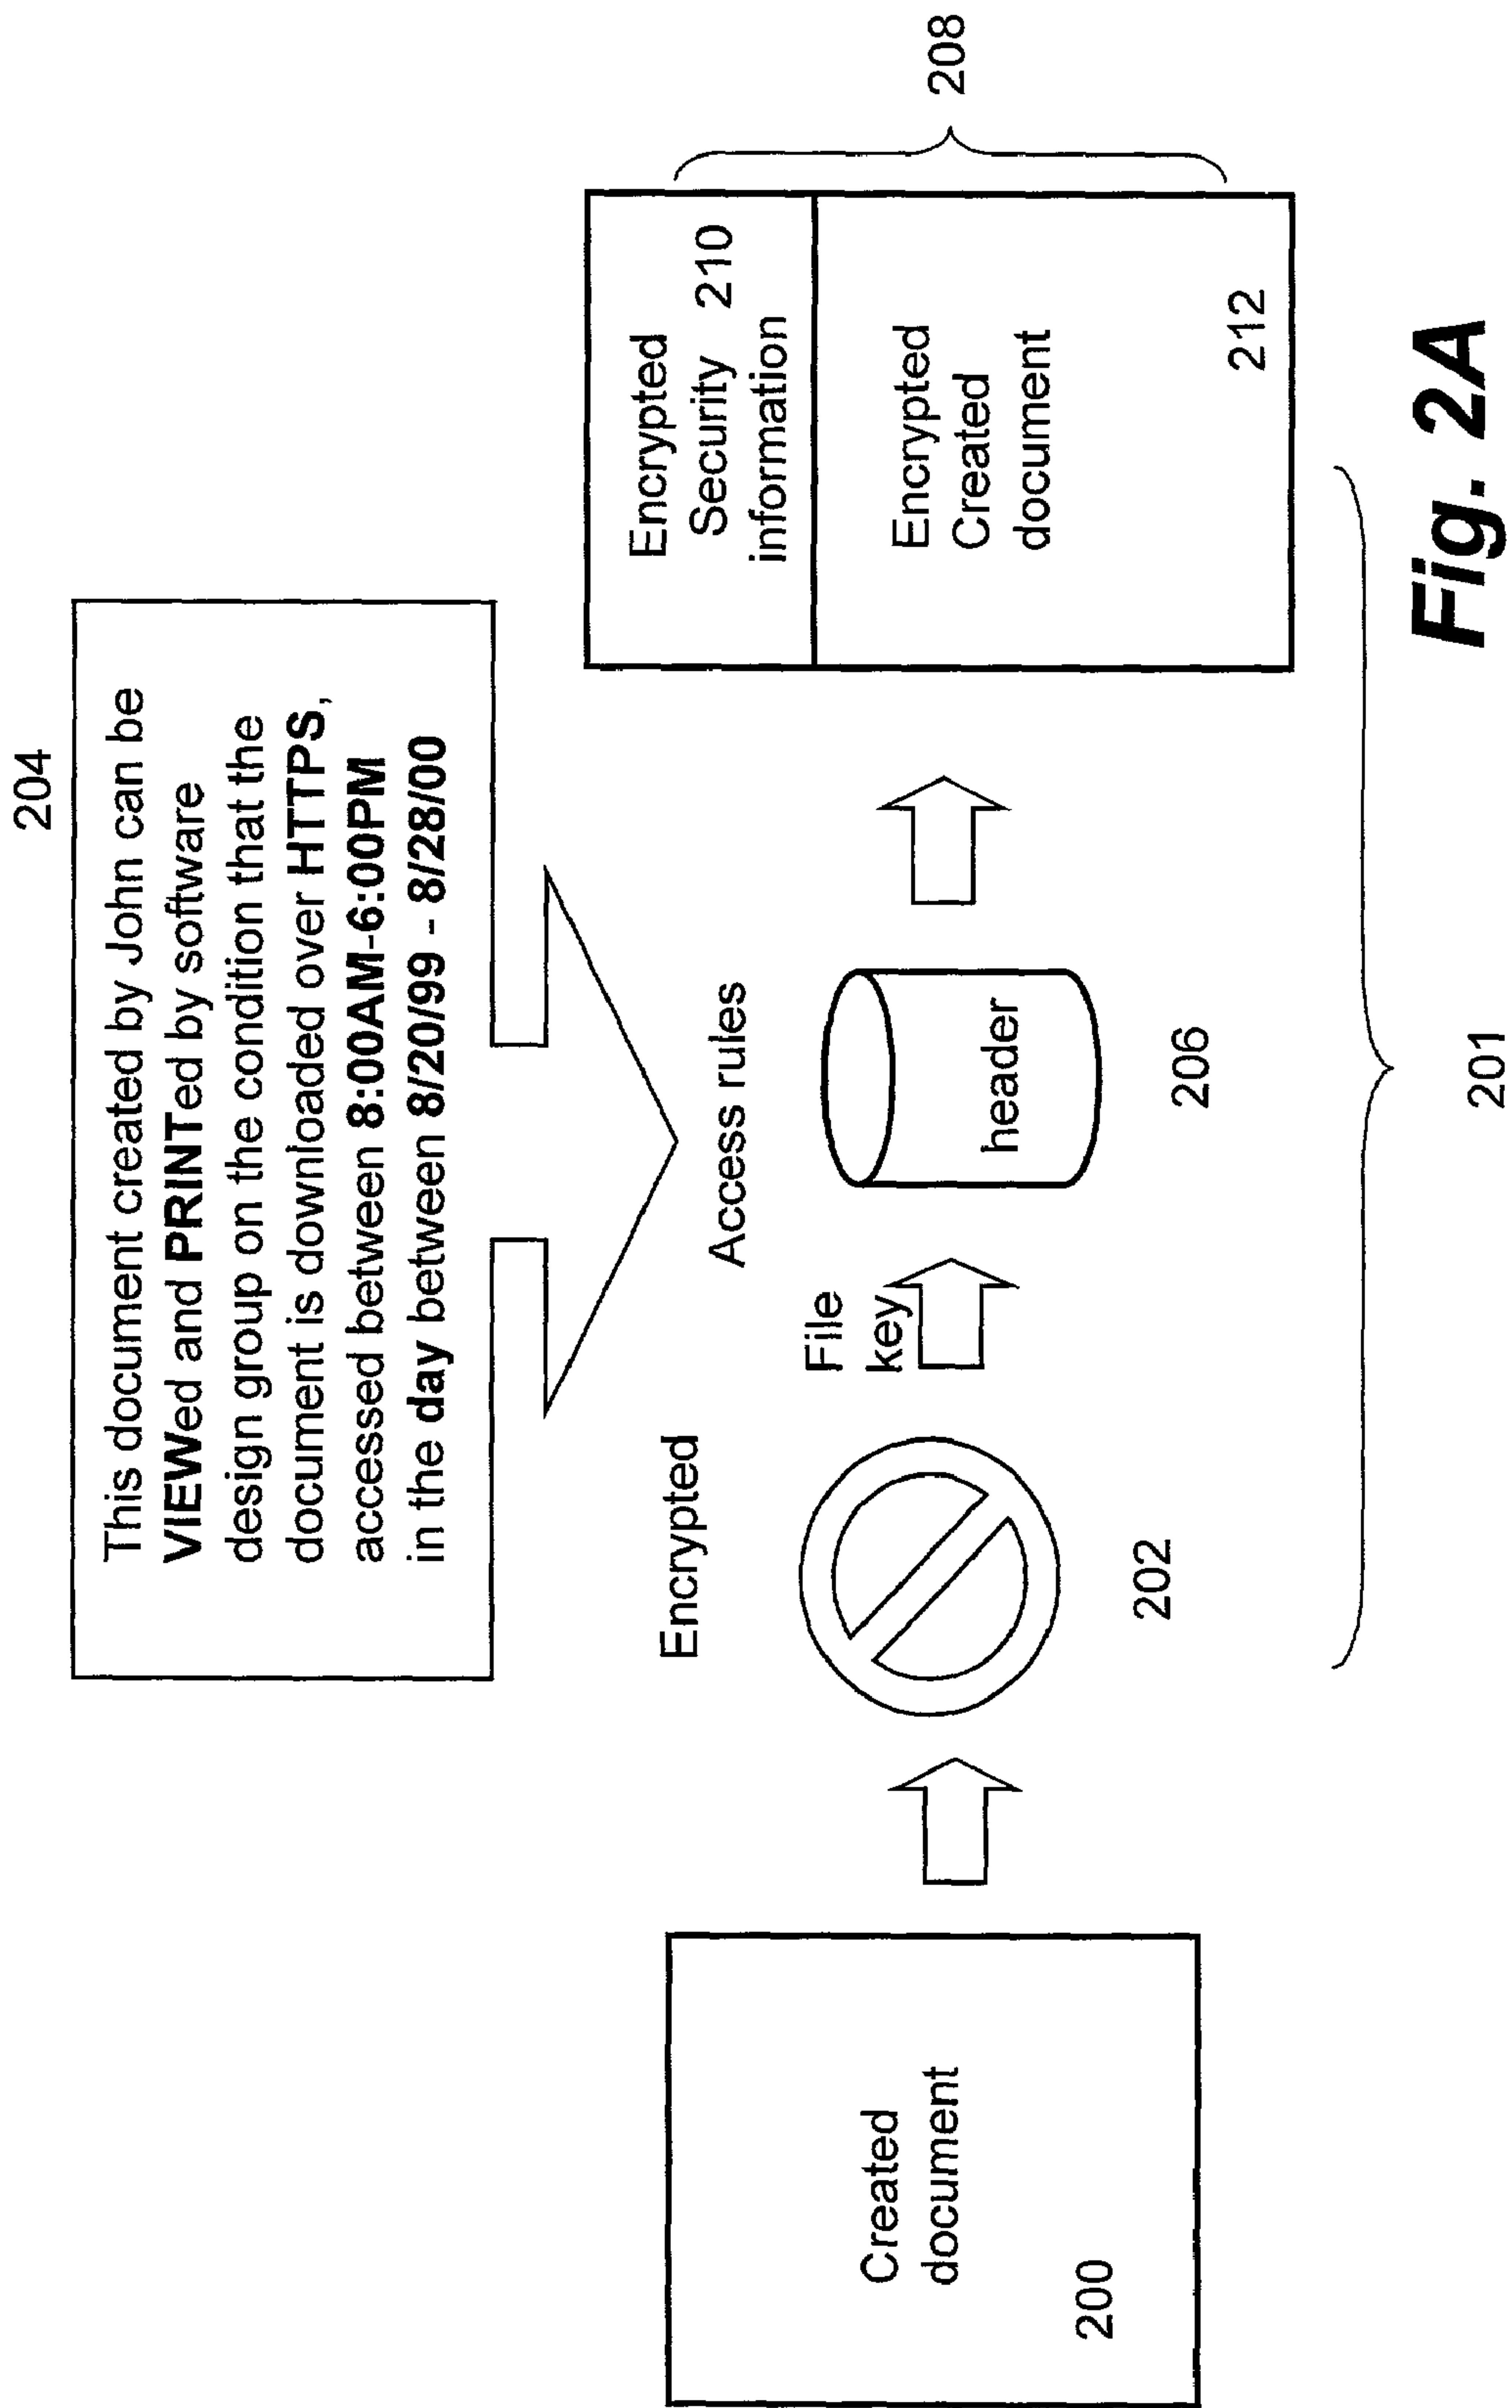 204
This document created by John can be
VIEWed and PRINTed by software
design group on the condition that the
document is downloaded over HTTPS,
accessed between 8:00AM-6:00PM
in the day between 8/20/99 - 8/28/00
Encrypted
Access rules
File
key
header
202
206
Created
document
200
Encrypted
Security 210
information
Encrypted
Created
document
212
208
201
Fig. 2A